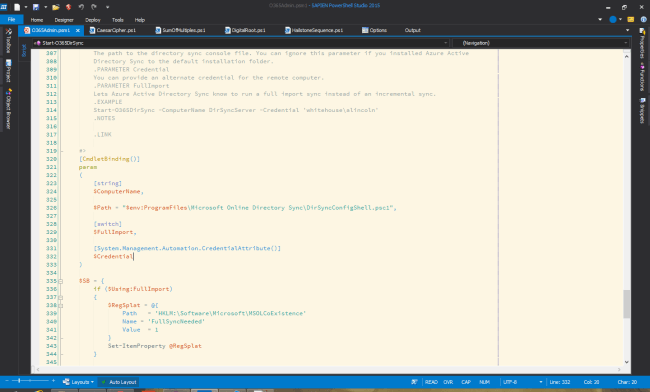 O365Admin.psm1 - SAPIEN PowerShell Studio 2015
File Home Designer Deploy Tools Help
O365Admin.psm1 CaesarCipher.ps1 SumOfMultiples.ps1 DigitalRoot.ps1 HailstoneSequence.ps1 Options Output
Start-O365DirSync (Navigation)
Toolbox
Project
Object Browser
Properties
Functions
Snippets
307 The path to the directory sync console file. You can ignore this parameter if you installed Azure Active
308 Directory Sync to the default installation folder.
309 .PARAMETER Credential
310 You can provide an alternate credential for the remote computer.
311 .PARAMETER FullImport
312 Lets Azure Active Directory Sync know to run a full import sync instead of an incremental sync.
313 .EXAMPLE
314 Start-O365DirSync -ComputerName DirSyncServer -Credential 'whitehouse\alincoln'
315 .NOTES
316
317 .LINK
318
319 #>
320 [CmdletBinding()]
321 param
322 (
323 [string]
324 $ComputerName,
325
326 $Path = "$env:ProgramFiles\Microsoft Online Directory Sync\DirSyncConfigShell.psc1",
327
328 [switch]
329 $FullImport,
330
331 [System.Management.Automation.CredentialAttribute()]
332 $Credential
333 )
334
335 $SB = {
336 if ($Using:FullImport)
337 {
338 $RegSplat = @{
339 Path = 'HKLM:\Software\Microsoft\MSOLCoExistence'
340 Name = 'FullSyncNeeded'
341 Value = 1
342 }
343 Set-ItemProperty @RegSplat
344 }
345
Layouts Auto Layout READ OVR CAP NUM UTF-8 Line: 332 Col: 20 Char: 20